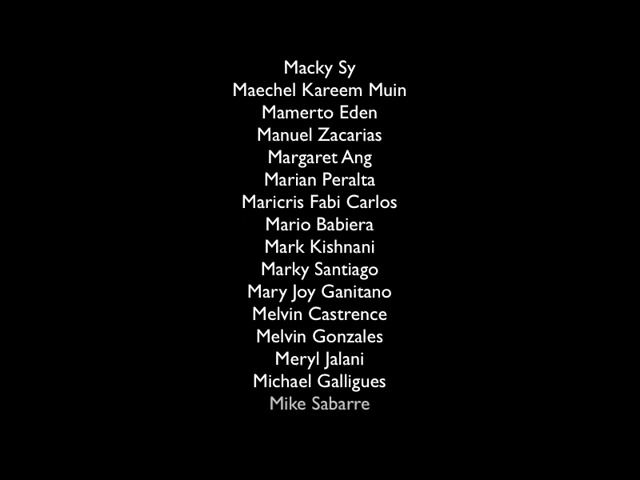 Macky Sy
Maechel Kareem Muin
Mamerto Eden
Manuel Zacarias
Margaret Ang
Marian Peralta
Maricris Fabi Carlos
Mario Babiera
Mark Kishnani
Marky Santiago
Mary Joy Ganitano
Melvin Castrence
Melvin Gonzales
Meryl Jalani
Michael Galligues
Mike Sabarre